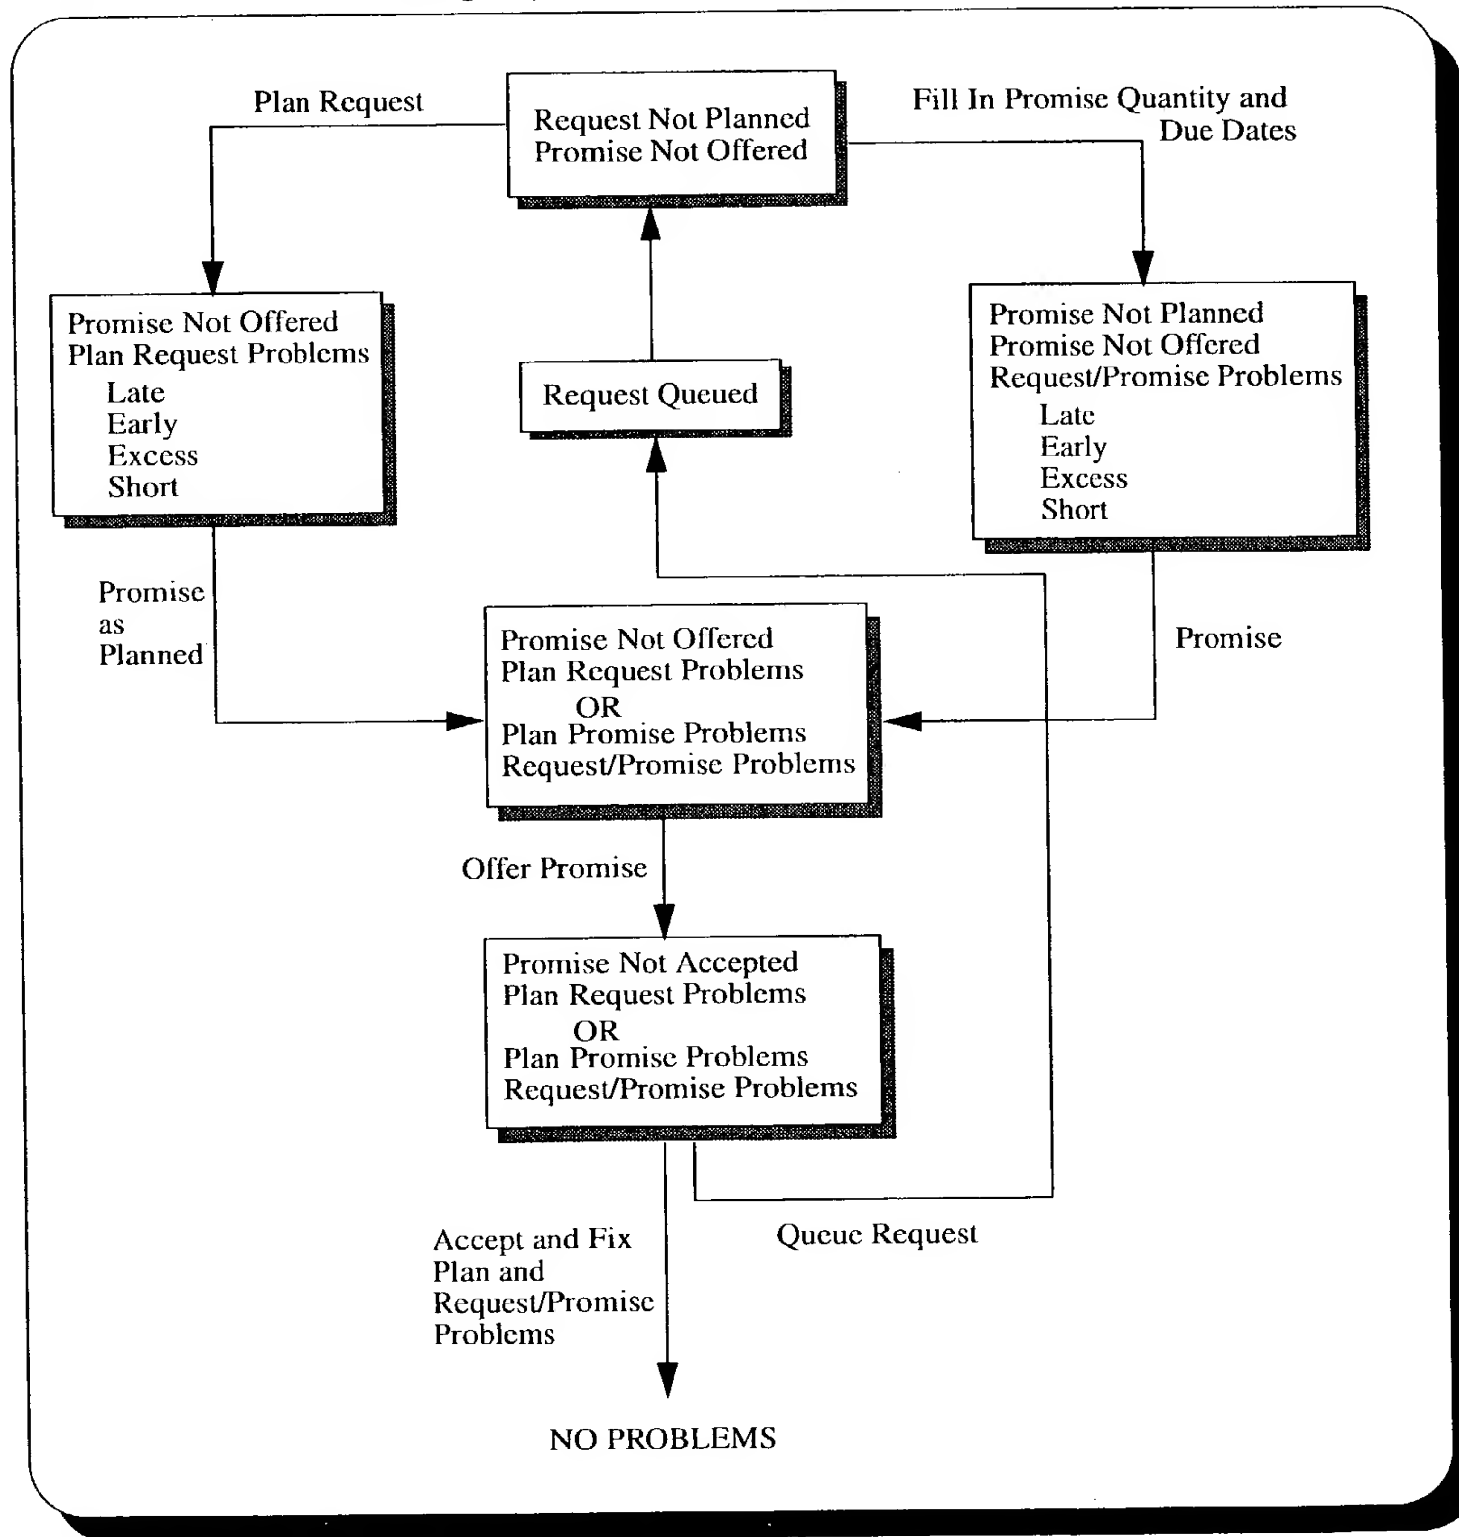 Plan Request
Request Not Planned
Promise Not Offered
Fill In Promise Quantity and
Due Dates
Promise Not Offered
Plan Request Problems
Late
Early
Excess
Short
Request Queued
Promise Not Planned
Promise Not Offered
Request/Promise Problems
Late
Early
Excess
Short
Promise
as
Planned
Promise Not Offered
Plan Request Problems
OR
Plan Promise Problems
Request/Promise Problems
Promise
Offer Promise
Promise Not Accepted
Plan Request Problems
OR
Plan Promise Problems
Request/Promise Problems
Accept and Fix
Plan and
Request/Promise
Problems
Queue Request
NO PROBLEMS